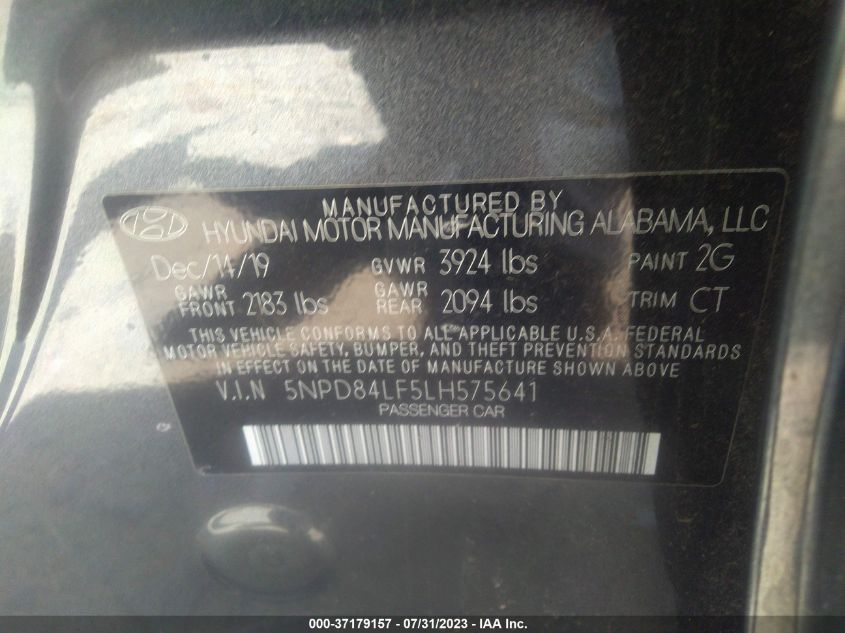 MANUFACTURED BY
HYUNDAI MOTOR MANUFACTURING ALABAMA, LLC
Dec/14/19 GVWR 3924 lbs PAINT 2G
GAWR FRONT 2183 lbs GAWR REAR 2094 lbs TRIM CT
THIS VEHICLE CONFORMS TO ALL APPLICABLE U.S.A. FEDERAL
MOTOR VEHICLE SAFETY, BUMPER, AND THEFT PREVENTION STANDARDS
IN EFFECT ON THE DATE OF MANUFACTURE SHOWN ABOVE
V.I.N 5NPD84LF5LH575641
PASSENGER CAR
000-37179157 - 07/31/2023 - © IAA Inc.